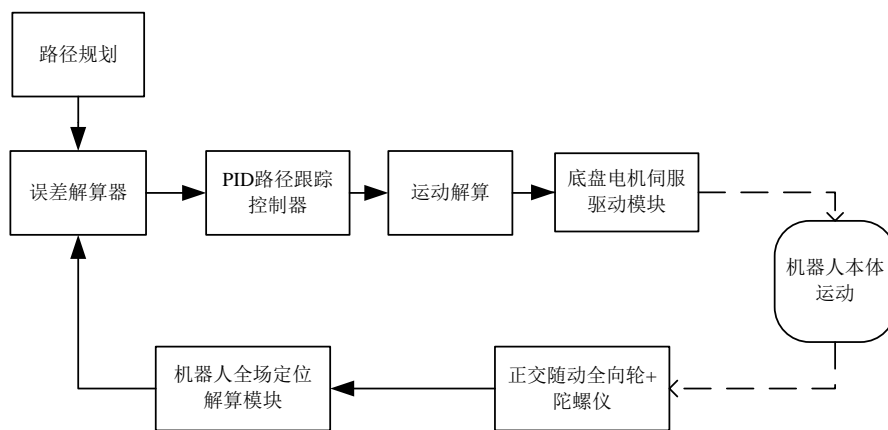 路径规划
误差解算器
PID路径跟踪
控制器
运动解算
底盘电机伺服
驱动模块
机器人本体
运动
机器人全场定位
解算模块
正交随动全向轮+
陀螺仪